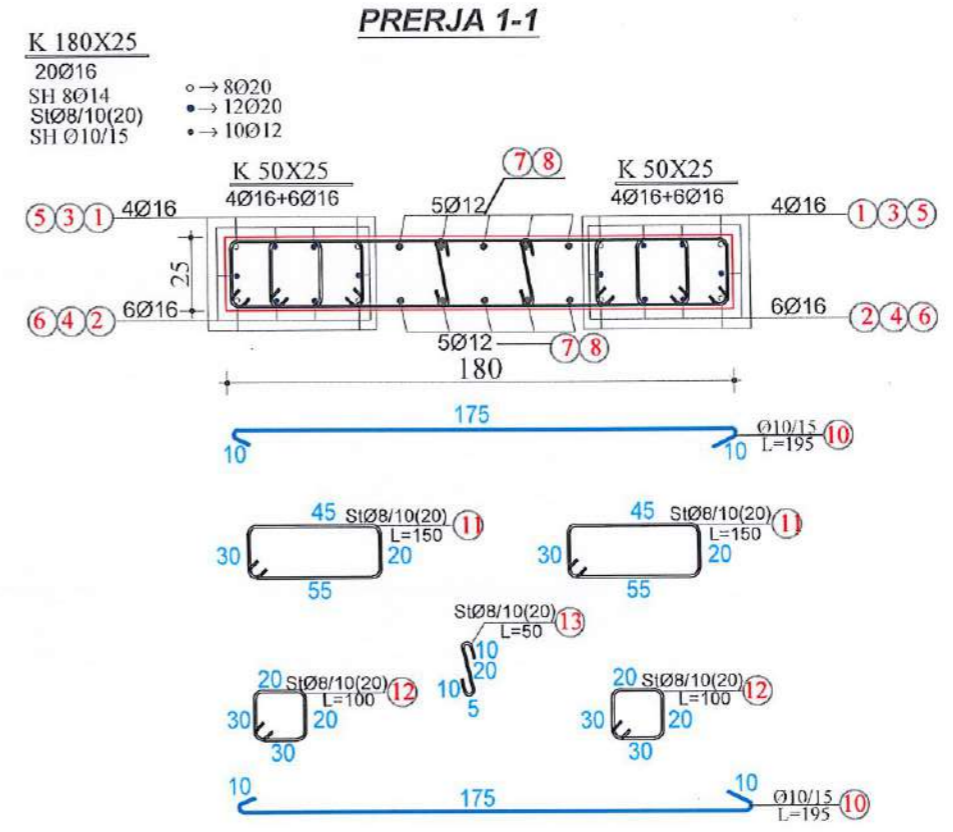 PRERJA 1-1
K 180X25
20Ø16
SH 8Ø14
StØ8/10(20)
SH Ø10/15
→ 8Ø20
→ 12Ø20
→ 10Ø12
7 8
K 50X25
4Ø16+6Ø16
K 50X25
4Ø16+6Ø16
5 3 1
4Ø16
5Ø12
4Ø16
1 3 5
25
6 4 2
6Ø16
6Ø16
2 4 6
5Ø12
7 8
180
175
10
10
Ø10/15
L=195
10
45
StØ8/10(20)
L=150
11
30
20
55
45
StØ8/10(20)
L=150
11
30
20
55
StØ8/10(20)
L=50
13
10
20
10
5
20
StØ8/10(20)
L=100
12
30
20
30
20
StØ8/10(20)
L=100
12
30
20
30
10
175
10
Ø10/15
L=195
10